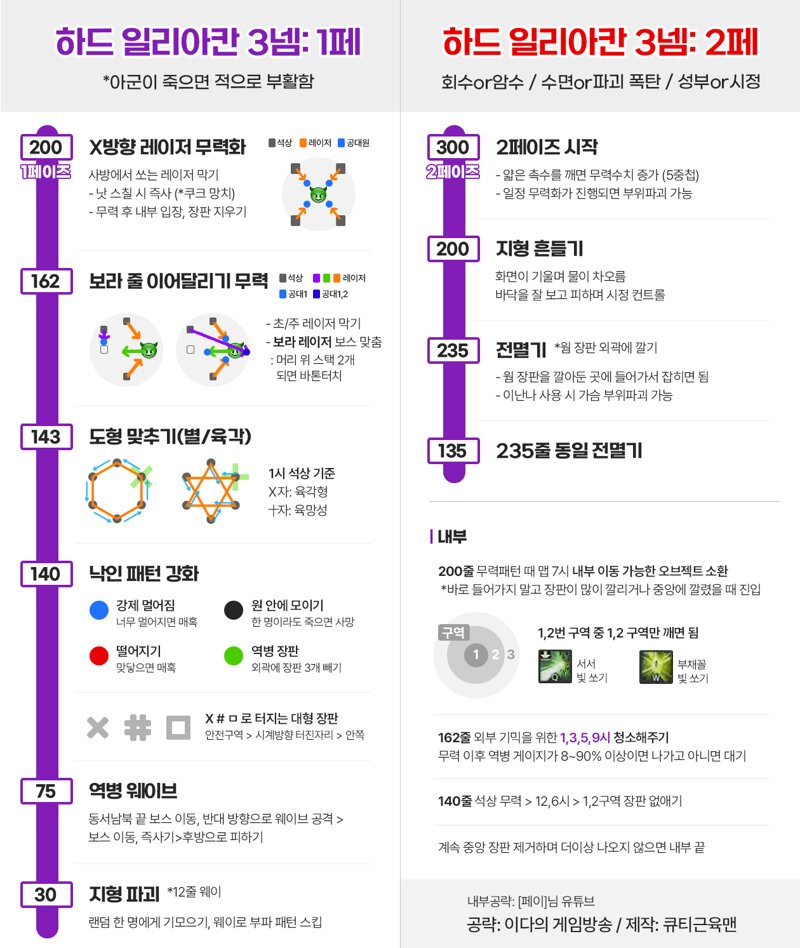 하드 일리아칸 3넴: 1페
*아군이 죽으면 적으로 부활함
200
1페이즈
X방향 레이저 무력화
석상 레이저 공대원
사방에서 쏘는 레이저 막기
- 낫 스칠 시 즉사 (*쿠크 망치)
- 무력 후 내부 입장, 장판 지우기
162
보라 줄 이어달리기 무력
석상 레이저
공대1 공대1,2
- 초/주 레이저 막기
- 보라 레이저 보스 맞춤
: 머리 위 스택 2개
되면 바톤터치
143
도형 맞추기(별/육각)
1시 석상 기준
X자: 육각형
十자: 육망성
140
낙인 패턴 강화
강제 멀어짐
너무 멀어지면 매혹
원 안에 모이기
한 명이라도 죽으면 사망
떨어지기
맞닿으면 매혹
역병 장판
외곽에 장판 3개 빼기
X # ㅁ 로 터지는 대형 장판
안전구역 > 시계방향 터진자리 > 안쪽
75
역병 웨이브
동서남북 끝 보스 이동, 반대 방향으로 웨이브 공격 >
보스 이동, 즉사기>후방으로 피하기
30
지형 파괴 *12줄 웨이
랜덤 한 명에게 기모으기, 웨이로 부파 패턴 스킵
하드 일리아칸 3넴: 2페
회수or암수 / 수면or파괴 폭탄 / 성부or시정
300
2페이즈
2페이즈 시작
- 얇은 촉수를 깨면 무력수치 증가 (5중첩)
- 일정 무력화가 진행되면 부위파괴 가능
200
지형 흔들기
화면이 기울며 물이 차오름
바닥을 잘 보고 피하며 시정 컨트롤
235
전멸기 *웜 장판 외곽에 깔기
- 웜 장판을 깔아둔 곳에 들어가서 잡히면 됨
- 이난나 사용 시 가슴 부위파괴 가능
135
235줄 동일 전멸기
내부
200줄 무력패턴 때 맵 7시 내부 이동 가능한 오브젝트 소환
*바로 들어가지 말고 장판이 많이 깔리거나 중앙에 깔렸을 때 진입
구역
1 2 3
1,2번 구역 중 1,2 구역만 깨면 됨
Q
서서
빛 쏘기
W
부채꼴
빛 쏘기
162줄 외부 기믹을 위한 1,3,5,9시 청소해주기
무력 이후 역병 게이지가 8~90% 이상이면 나가고 아니면 대기
140줄 석상 무력 > 12,6시 > 1,2구역 장판 없애기
계속 중앙 장판 제거하며 더이상 나오지 않으면 내부 끝
내부공략: [페이]님 유튜브
공략: 이다의 게임방송 / 제작: 큐티근육맨